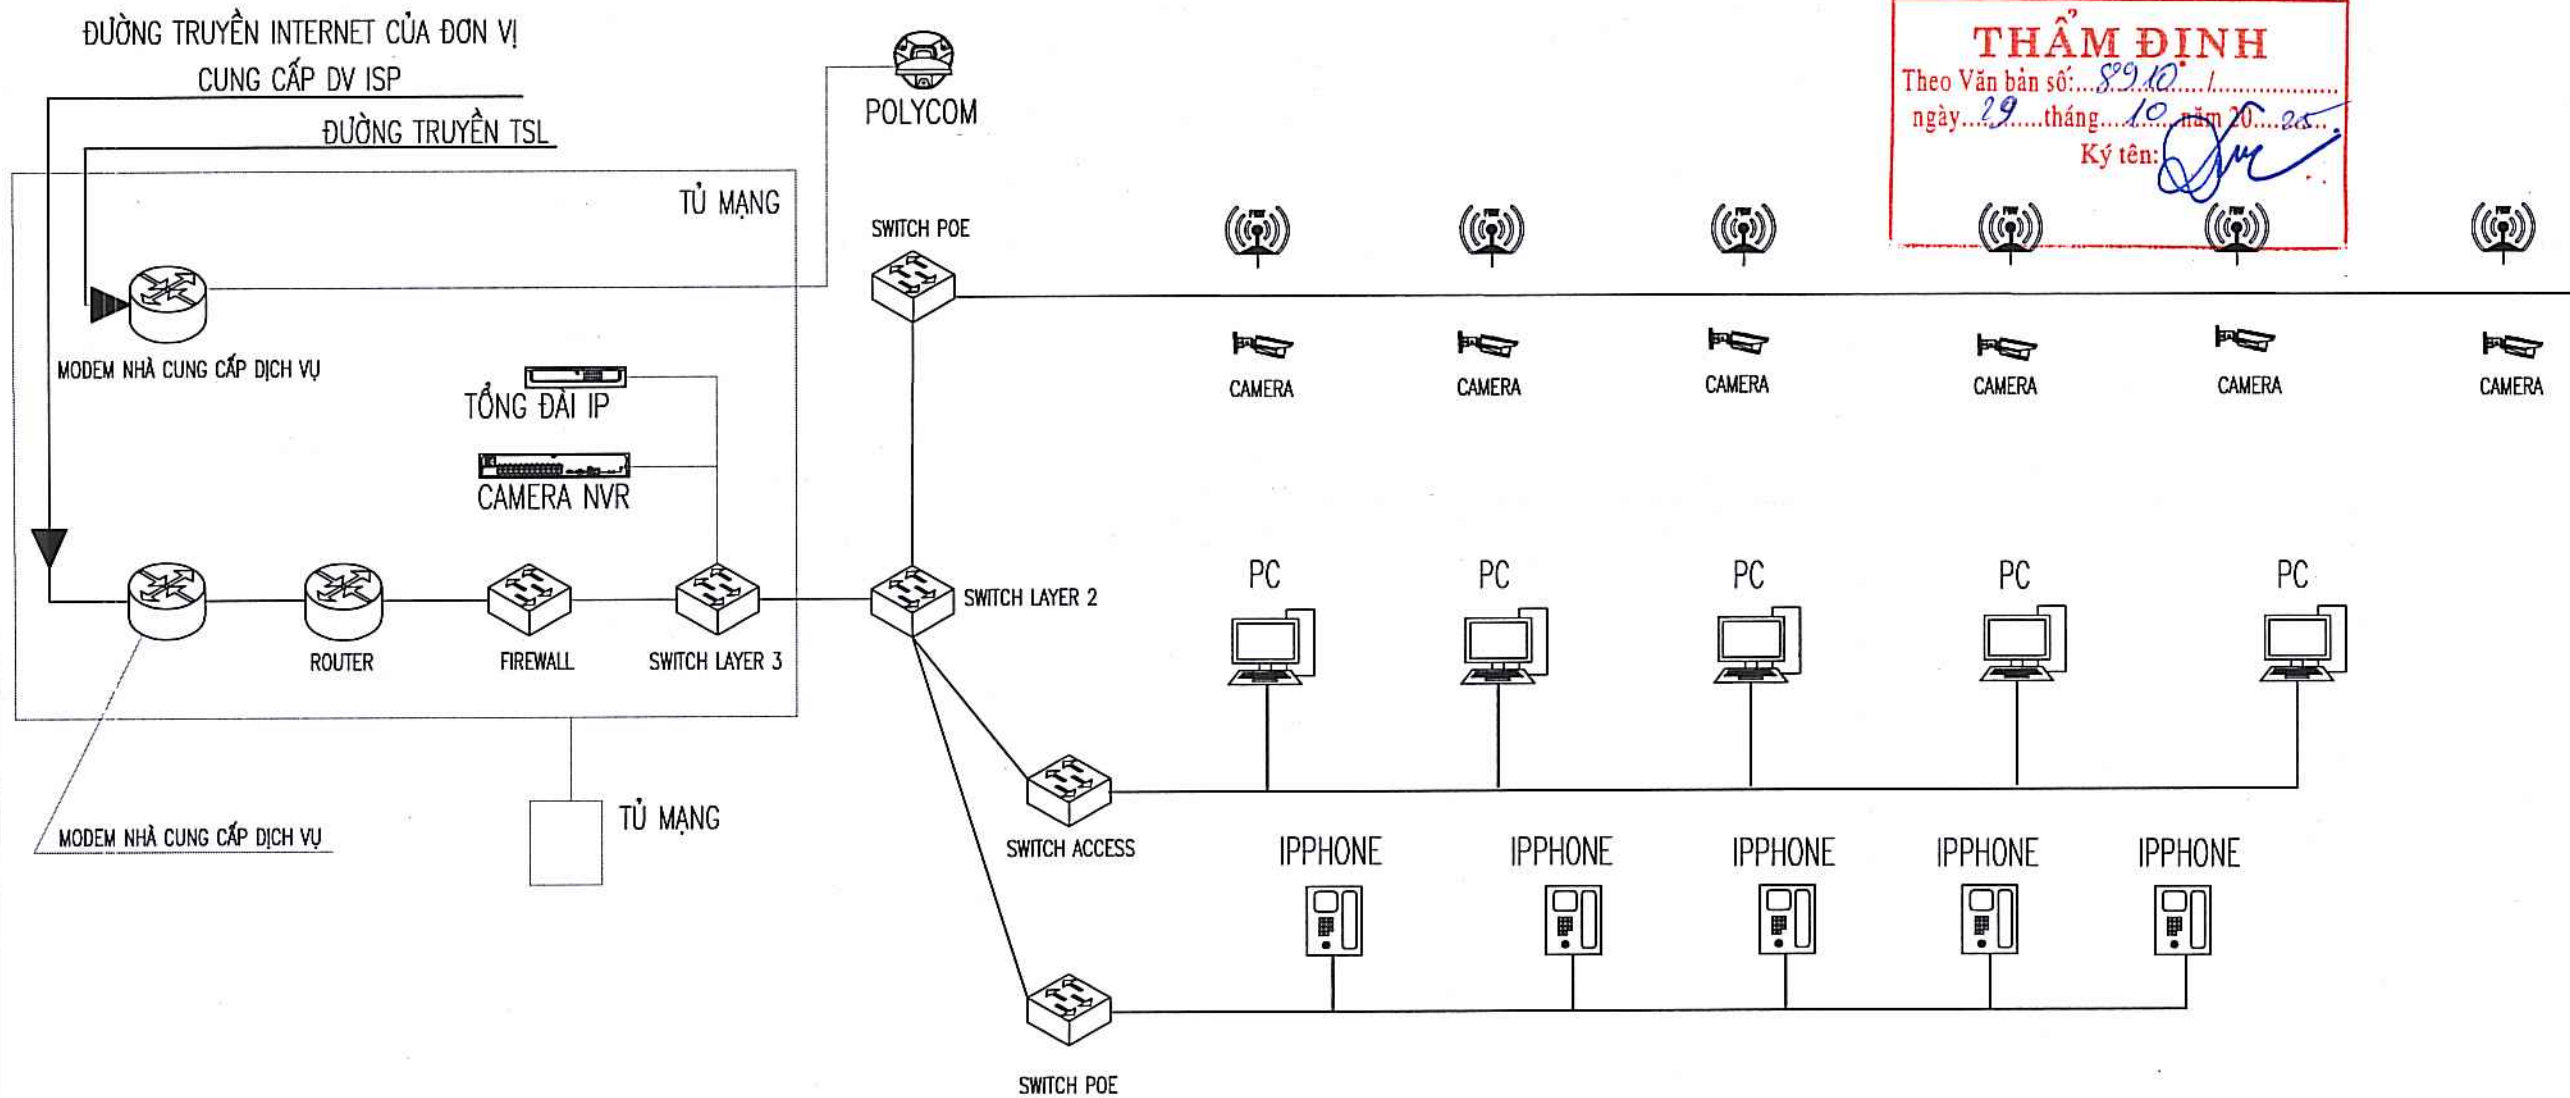 ĐƯỜNG TRUYỀN INTERNET CỦA ĐƠN VỊ
CUNG CẤP DV ISP
ĐƯỜNG TRUYỀN TSL
TỦ MẠNG
POLYCOM
THẨM ĐỊNH
Theo Văn bản số:...8910..../...................
ngày...29......tháng...10...năm 20...25...
Ký tên:
SWITCH POE
MODEM NHÀ CUNG CẤP DỊCH VỤ
CAMERA
CAMERA
CAMERA
CAMERA
CAMERA
CAMERA
TỔNG ĐÀI IP
CAMERA NVR
ROUTER
FIREWALL
SWITCH LAYER 3
SWITCH LAYER 2
PC
PC
PC
PC
PC
MODEM NHÀ CUNG CẤP DỊCH VỤ
TỦ MẠNG
SWITCH ACCESS
IPPHONE
IPPHONE
IPPHONE
IPPHONE
IPPHONE
SWITCH POE